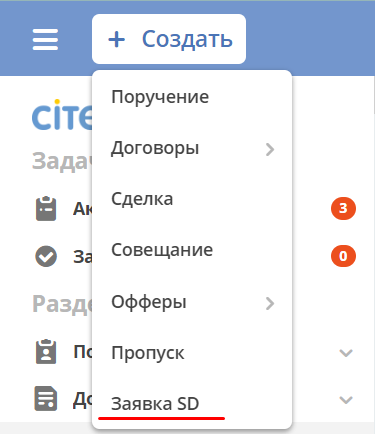 + Создать
Поручение
Договоры
Сделка
3
Совещание
0
Офферы
Пропуск
Заявка SD